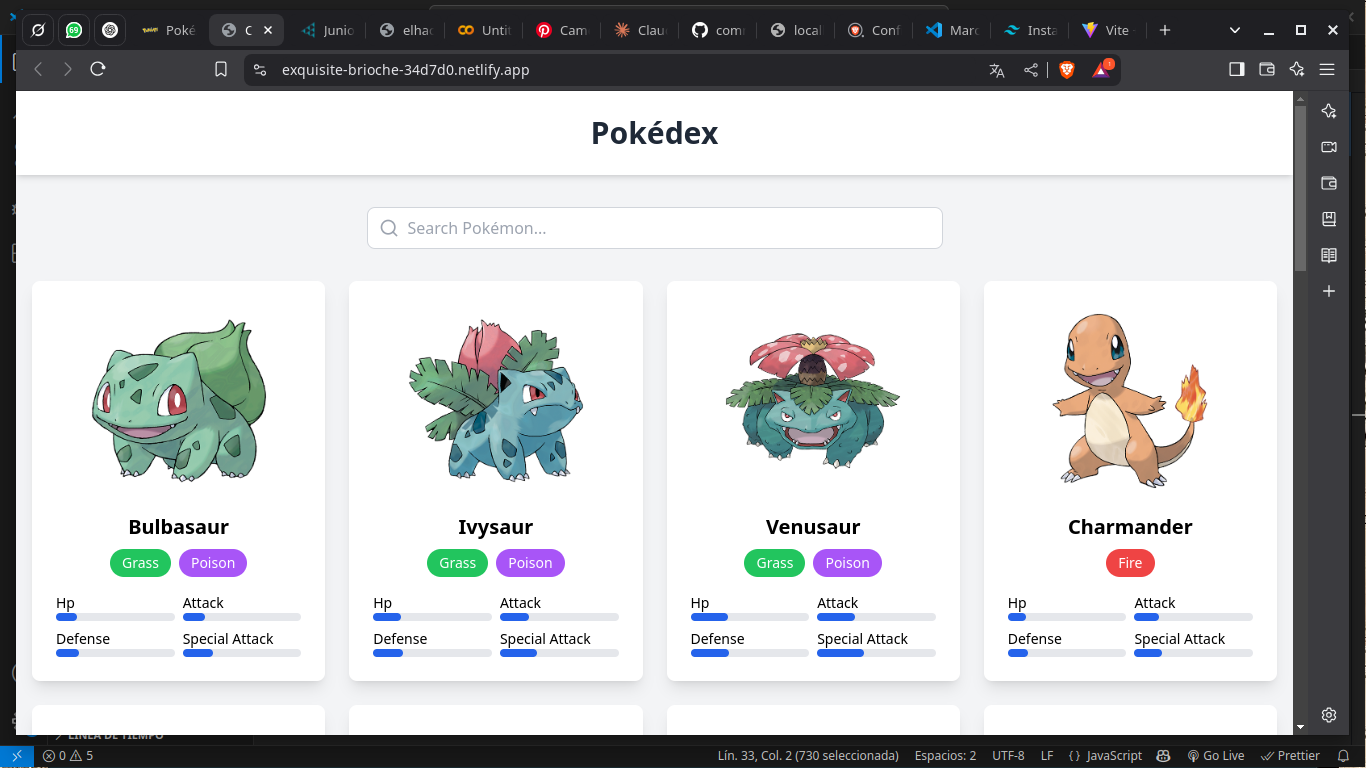 Poké
C
Junio
elhac
Untit
Cam
Clau
com
local
Conf
Marc
Insta
Vite
exquisite-brioche-34d7d0.netlify.app
Pokédex
Search Pokémon...
Bulbasaur
Grass Poison
Hp Attack
Defense Special Attack
Ivysaur
Grass Poison
Hp Attack
Defense Special Attack
Venusaur
Grass Poison
Hp Attack
Defense Special Attack
Charmander
Fire
Hp Attack
Defense Special Attack
LÍNEA DE TIEMPO
0 5 Lín. 33, Col. 2 (730 seleccionada) Espacios: 2 UTF-8 LF {} JavaScript Go Live Prettier